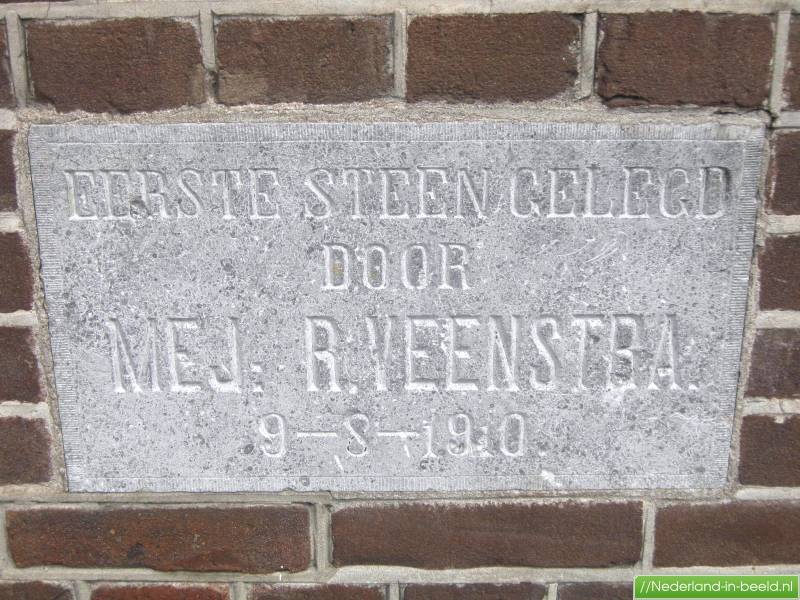 EERSTE STEEN GELEGD
DOOR
MEJ: R. VEENSTRA.
9-8-1910.
//Nederland-in-beeld.nl